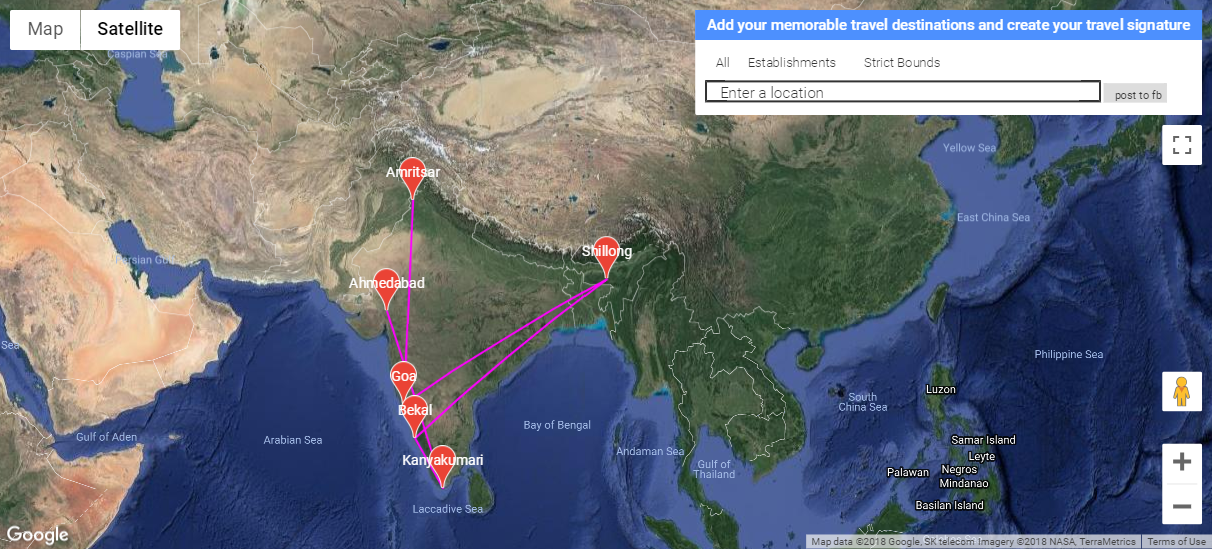 Map
Satellite
Add your memorable travel destinations and create your travel signature
All
Establishments
Strict Bounds
Enter a location
post to fb
Caspian Sea
Yellow Sea
Amritsar
East China Sea
Shillong
Persian Gulf
Ahmedabad
Sea
Philippine Sea
Goa
Luzon
South
China Sea
Bekal
Bay of Bengal
Gulf of Aden
Arabian Sea
Samar Island
Andaman Sea
Leyte
Kanyakumari
Gulf of
Thailand
Palawan
Negros
Mindanao
Basilan Island
Laccadive Sea
Google
Map data ©2018 Google, SK telecom Imagery ©2018 NASA, TerraMetrics
Terms of Use